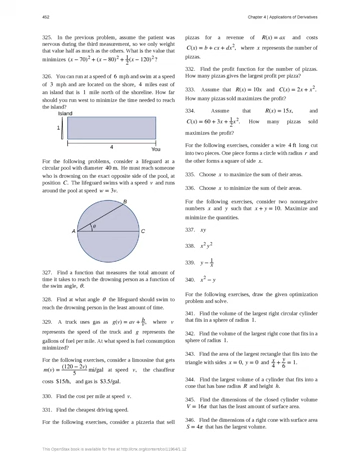 452
Chapter 4 | Applications of Derivatives
325. In the previous problem, assume the patient was
nervous during the third measurement, so we only weight
that value half as much as the others. What is the value that
minimizes (x − 70)² + (x − 80)² + ½(x − 120)²?
326. You can run at a speed of 6 mph and swim at a speed
of 3 mph and are located on the shore, 4 miles east of
an island that is 1 mile north of the shoreline. How far
should you run west to minimize the time needed to reach
the island?
Island
1
4
You
For the following problems, consider a lifeguard at a
circular pool with diameter 40 m. He must reach someone
who is drowning on the exact opposite side of the pool, at
position C. The lifeguard swims with a speed v and runs
around the pool at speed w = 3v.
B
A
θ
C
327. Find a function that measures the total amount of
time it takes to reach the drowning person as a function of
the swim angle, θ.
328. Find at what angle θ the lifeguard should swim to
reach the drowning person in the least amount of time.
329. A truck uses gas as g(v) = av + b/v, where v
represents the speed of the truck and g represents the
gallons of fuel per mile. At what speed is fuel consumption
minimized?
For the following exercises, consider a limousine that gets
m(v) = (120 − 2v)/5 mi/gal at speed v, the chauffeur
costs $15/h, and gas is $3.5/gal.
330. Find the cost per mile at speed v.
331. Find the cheapest driving speed.
For the following exercises, consider a pizzeria that sell
pizzas for a revenue of R(x) = ax and costs
C(x) = b + cx + dx², where x represents the number of
pizzas.
332. Find the profit function for the number of pizzas.
How many pizzas gives the largest profit per pizza?
333. Assume that R(x) = 10x and C(x) = 2x + x².
How many pizzas sold maximizes the profit?
334. Assume that R(x) = 15x, and
C(x) = 60 + 3x + ½x². How many pizzas sold
maximizes the profit?
For the following exercises, consider a wire 4 ft long cut
into two pieces. One piece forms a circle with radius r and
the other forms a square of side x.
335. Choose x to maximize the sum of their areas.
336. Choose x to minimize the sum of their areas.
For the following exercises, consider two nonnegative
numbers x and y such that x + y = 10. Maximize and
minimize the quantities.
337. xy
338. x²y²
339. y − 1/x
340. x² − y
For the following exercises, draw the given optimization
problem and solve.
341. Find the volume of the largest right circular cylinder
that fits in a sphere of radius 1.
342. Find the volume of the largest right cone that fits in a
sphere of radius 1.
343. Find the area of the largest rectangle that fits into the
triangle with sides x = 0, y = 0 and x/4 + y/6 = 1.
344. Find the largest volume of a cylinder that fits into a
cone that has base radius R and height h.
345. Find the dimensions of the closed cylinder volume
V = 16π that has the least amount of surface area.
346. Find the dimensions of a right cone with surface area
S = 4π that has the largest volume.
This OpenStax book is available for free at http://cnx.org/content/col11964/1.12